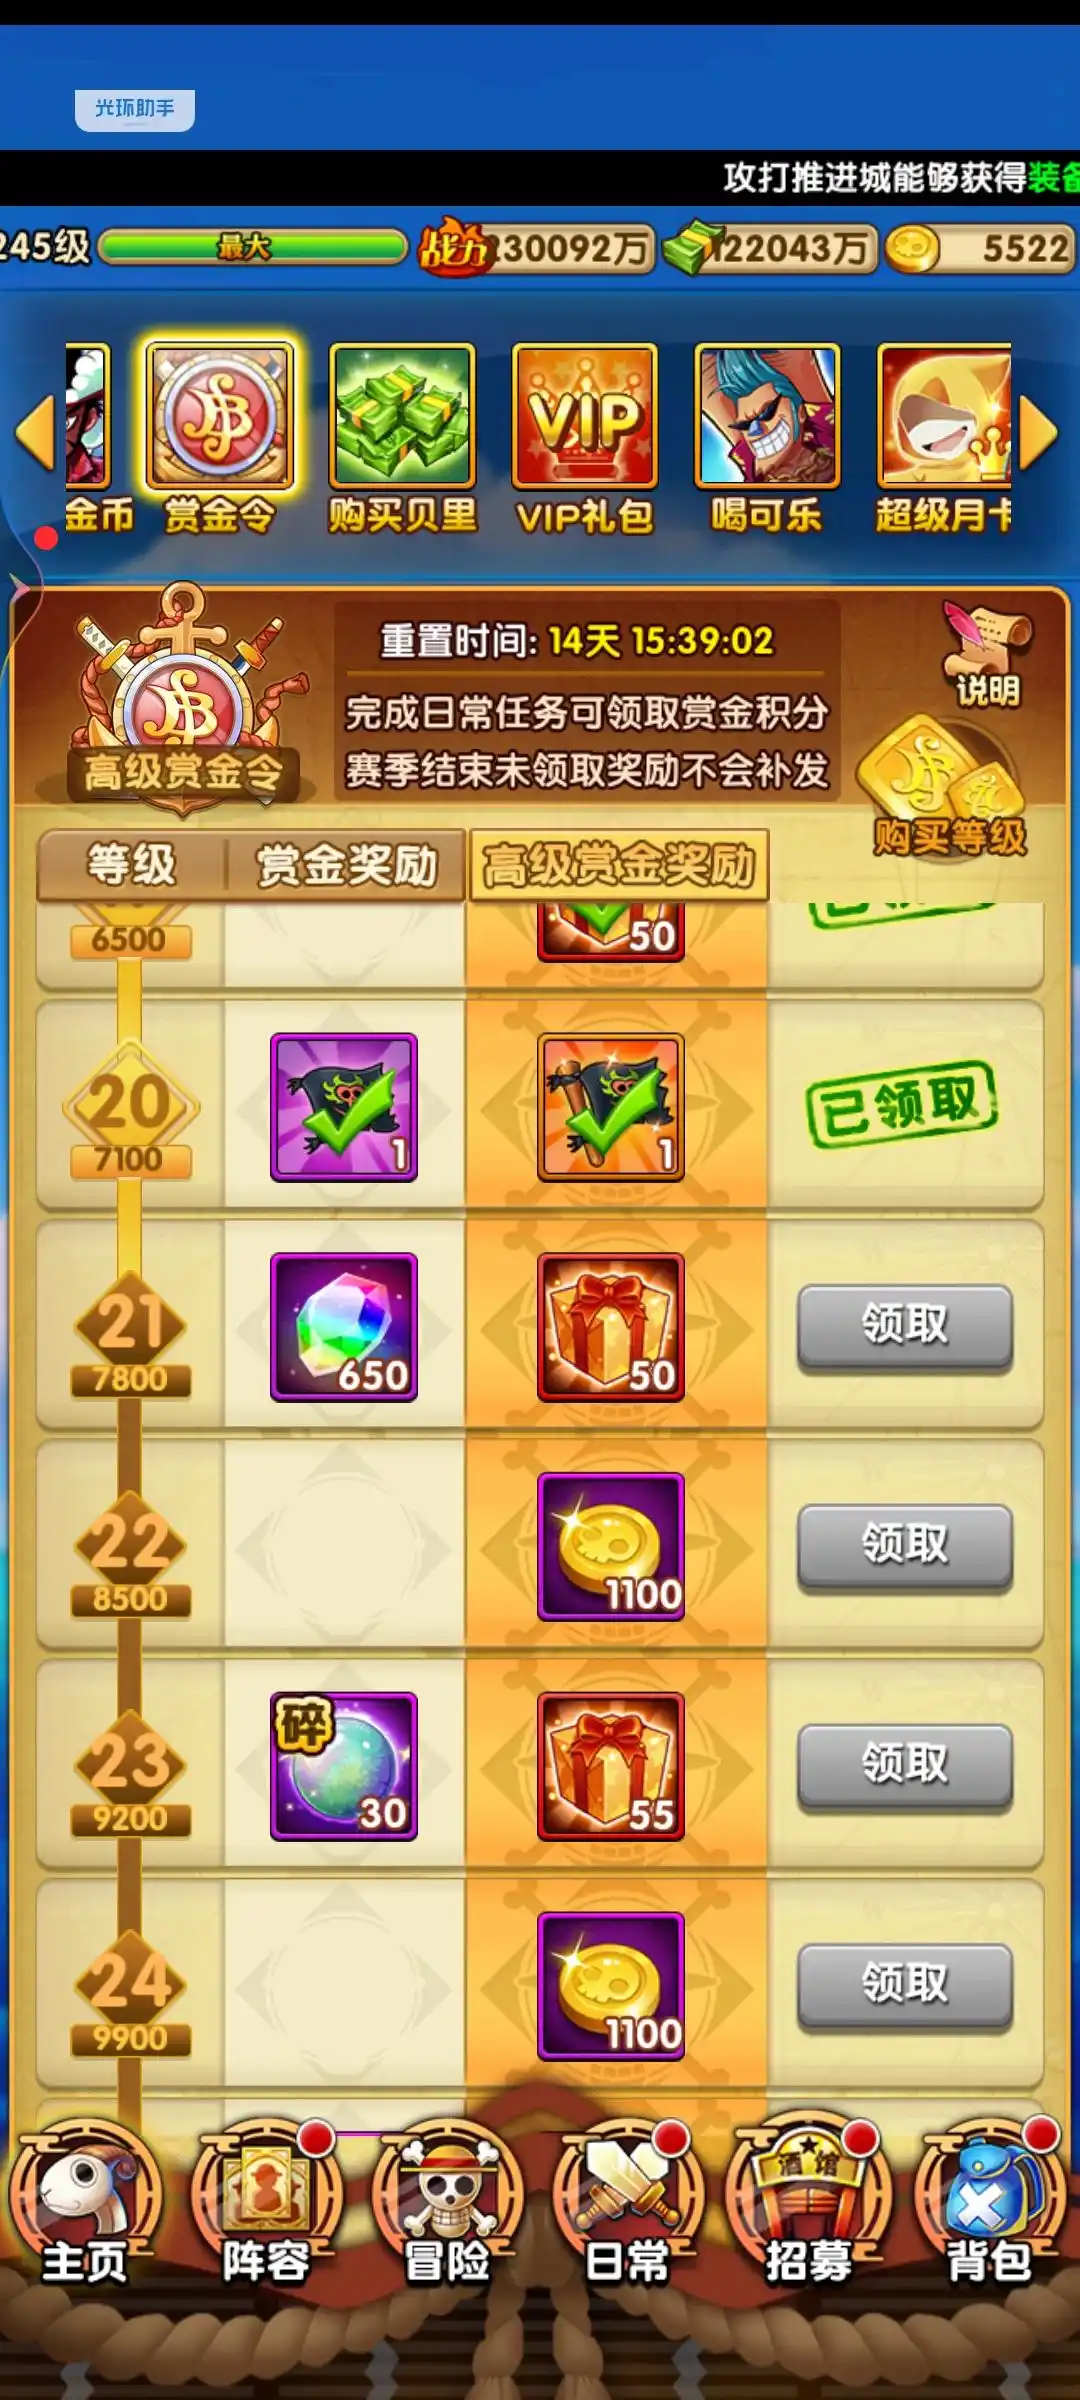 光环助手
攻打推进城能够获得装备
245级
最大
战力
230092万
122043万
5522
金币
赏金令
购买贝里
VIP
VIP礼包
喝可乐
超级月卡
重置时间: 14天 15:39:02
完成日常任务可领取赏金积分
赛季结束未领取奖励不会补发
说明
高级赏金令
购买等级
等级
赏金奖励
高级赏金奖励
6500
50
20
7100
1
1
已领取
21
7800
650
50
领取
22
8500
1100
领取
23
9200
碎
30
55
领取
24
9900
1100
领取
主页
阵容
冒险
日常
酒馆
招募
背包